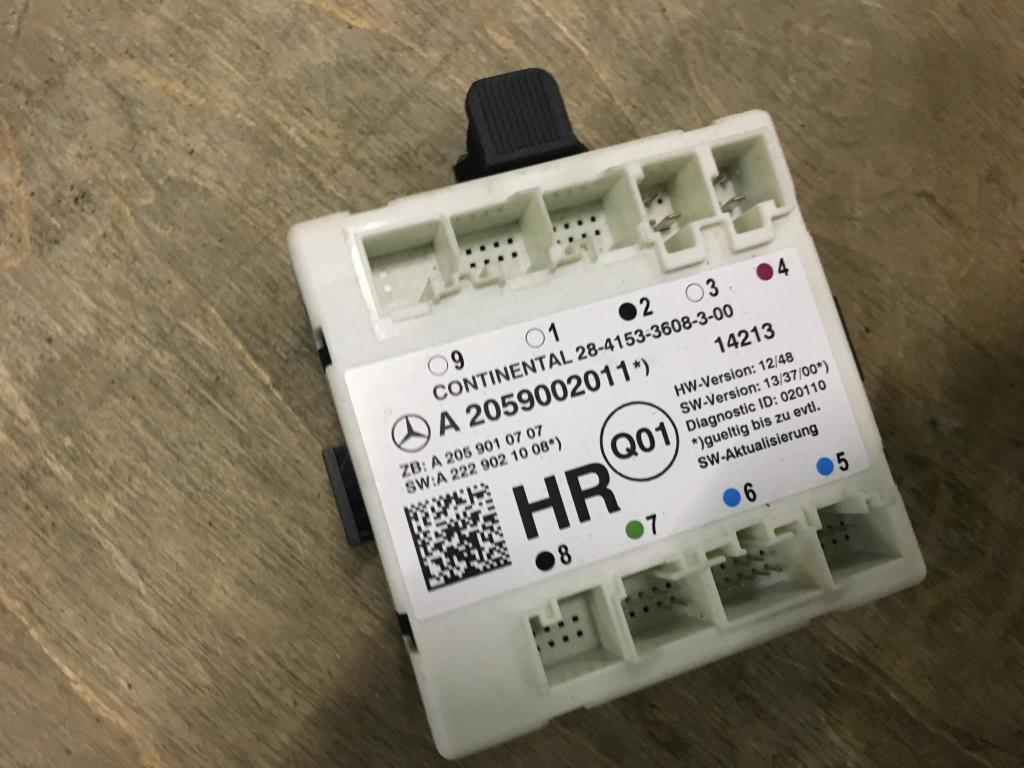 9 1 2 3 4
CONTINENTAL 28-4153-3608-3-00
A 2059002011*)
14213
ZB: A 205 901 07 07
SW:A 222 902 10 08*)
HW-Version: 12/48
SW-Version: 13/37/00*)
Diagnostic ID: 020110
*)gueltig bis zu evtl.
SW-Aktualisierung
Q01
HR
8 7 6 5